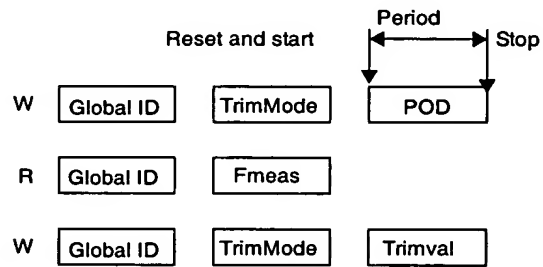 Period
Reset and start
Stop
W Global ID TrimMode POD
R Global ID Fmeas
W Global ID TrimMode Trimval